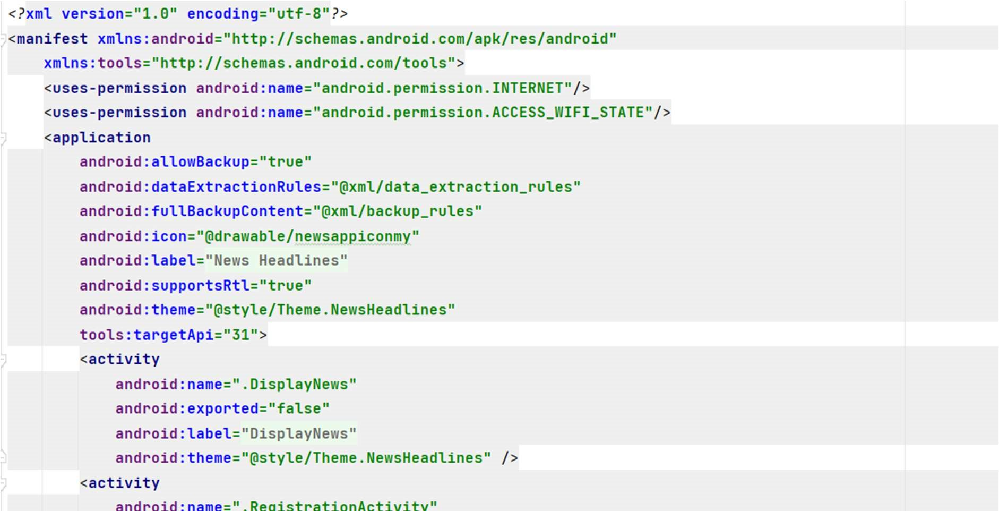 <?xml version="1.0" encoding="utf-8"?>
<manifest xmlns:android="http://schemas.android.com/apk/res/android"
    xmlns:tools="http://schemas.android.com/tools">
    <uses-permission android:name="android.permission.INTERNET"/>
    <uses-permission android:name="android.permission.ACCESS_WIFI_STATE"/>
    <application
        android:allowBackup="true"
        android:dataExtractionRules="@xml/data_extraction_rules"
        android:fullBackupContent="@xml/backup_rules"
        android:icon="@drawable/newsappiconmy"
        android:label="News Headlines"
        android:supportsRtl="true"
        android:theme="@style/Theme.NewsHeadlines"
        tools:targetApi="31">
        <activity
            android:name=".DisplayNews"
            android:exported="false"
            android:label="DisplayNews"
            android:theme="@style/Theme.NewsHeadlines" />
        <activity
            android:name=".RegistrationActivity"